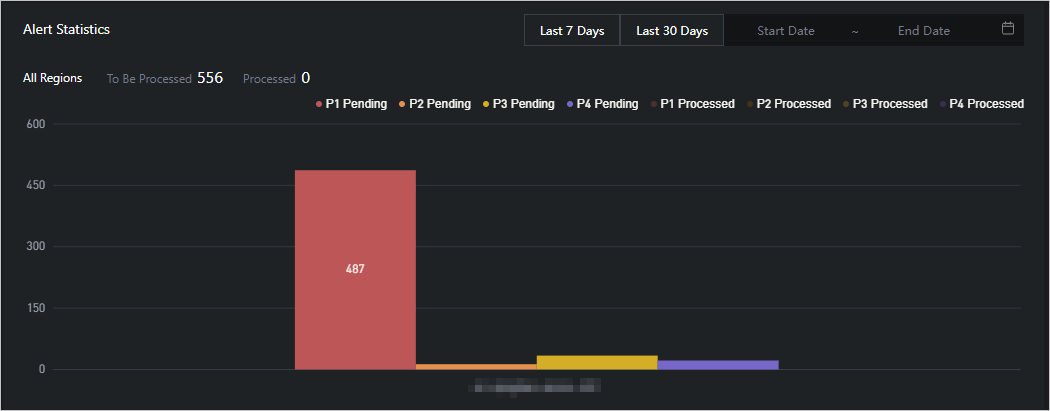 Alert Statistics Last 7 Days Last 30 Days Start Date ~ End Date
All Regions To Be Processed 556 Processed 0
P1 Pending P2 Pending P3 Pending P4 Pending P1 Processed P2 Processed P3 Processed P4 Processed
600
450
300
487
150
0